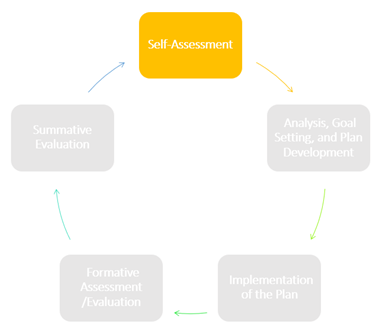 Self-Assessment
Analysis, Goal
Setting, and Plan
Development
Implementation
of the Plan
Formative
Assessment
/Evaluation
Summative
Evaluation